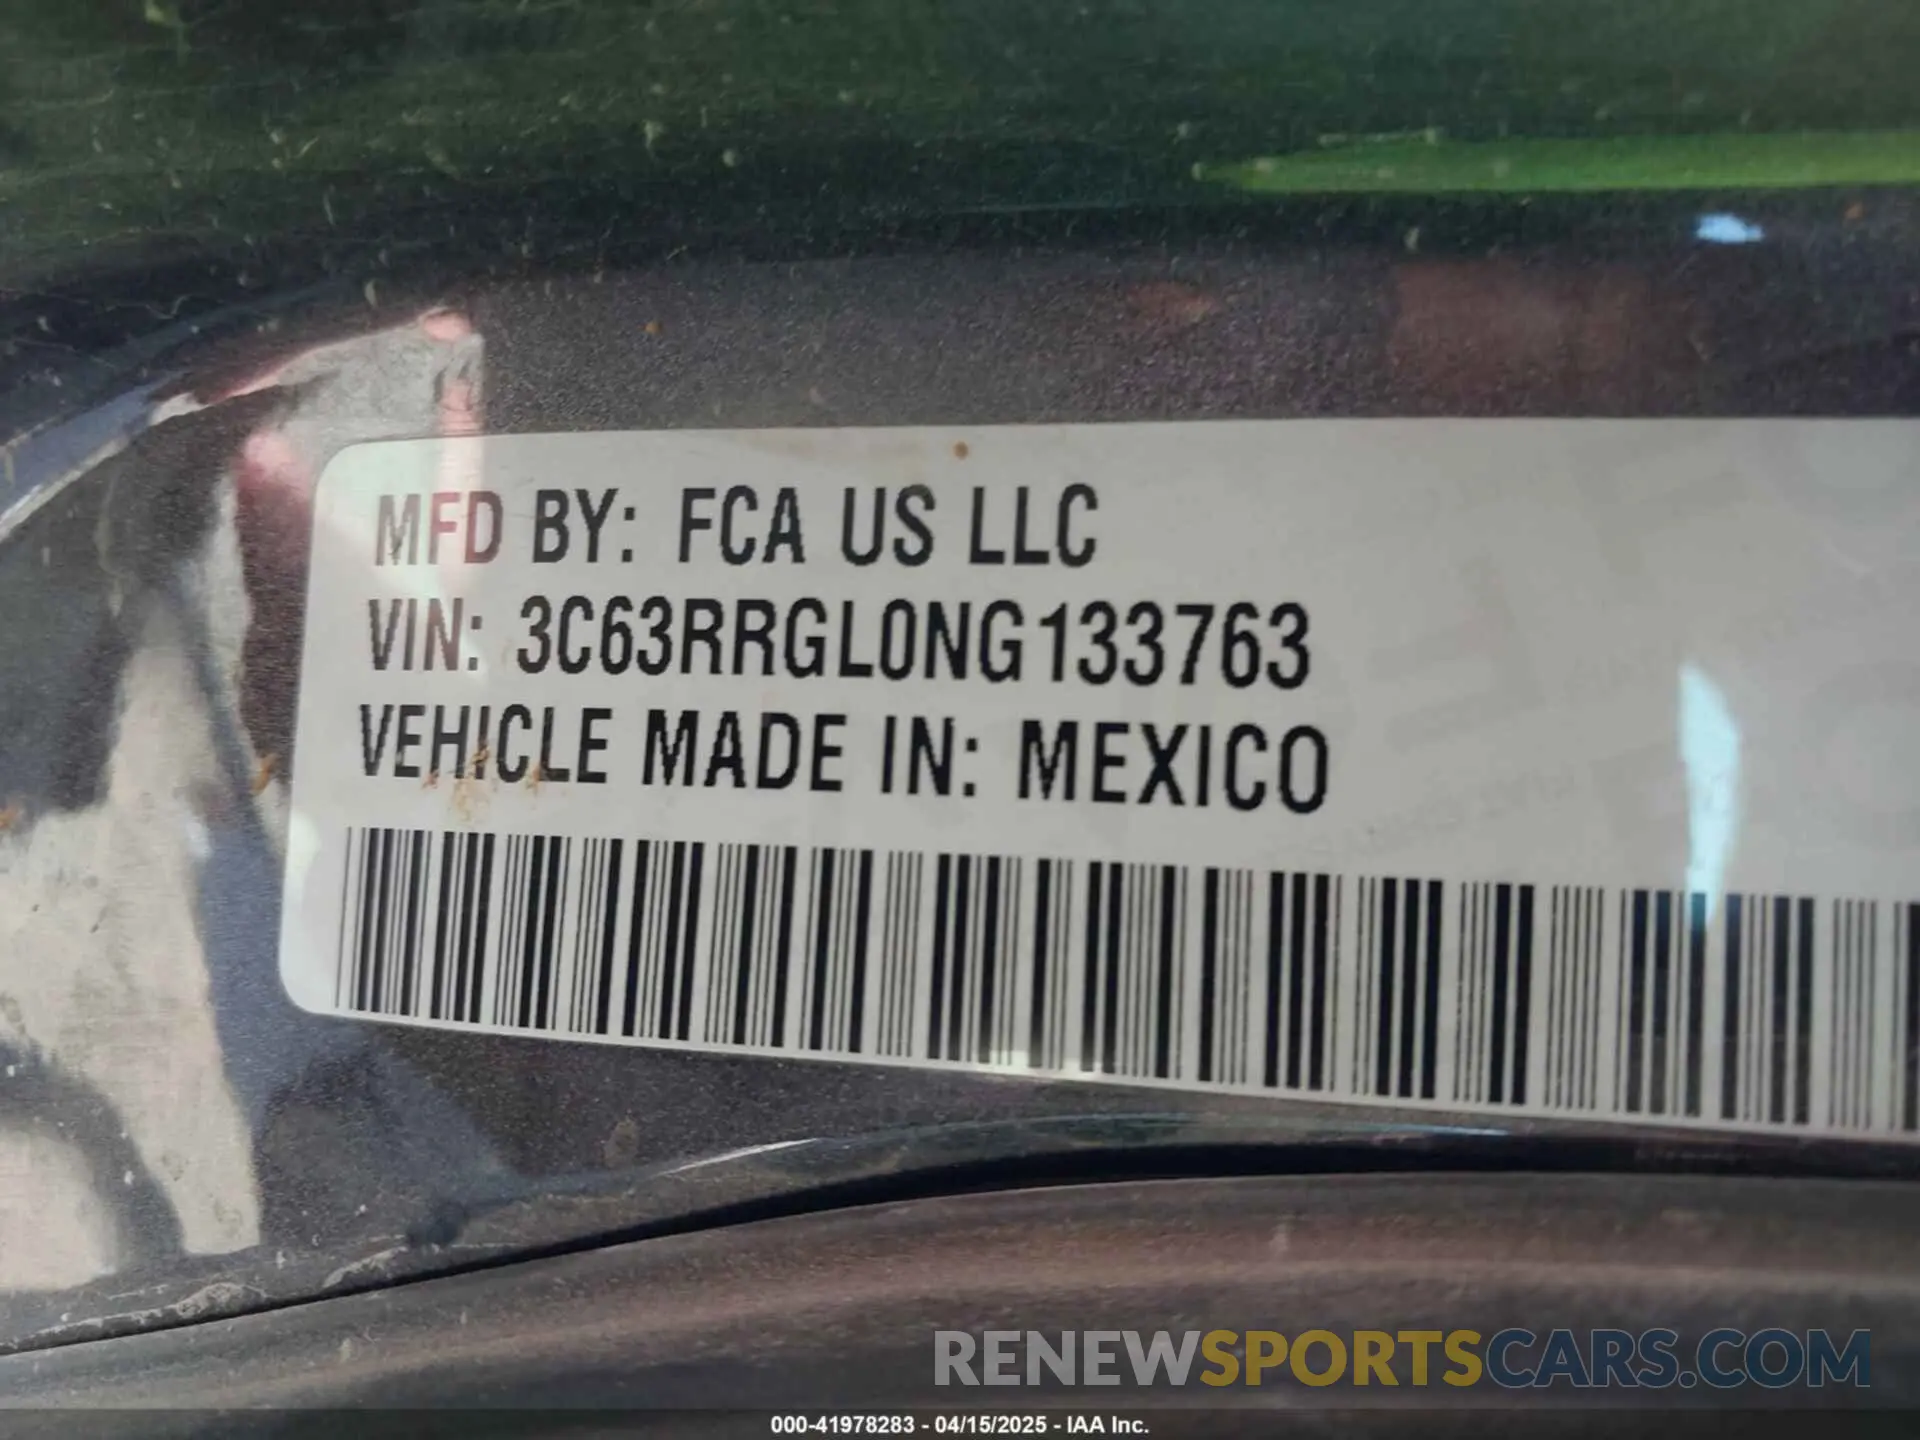 MFD BY: FCA US LLC
VIN: 3C63RRGL0NG133763
VEHICLE MADE IN: MEXICO
RENEWSPORTSCARS.COM
000-41978283 - 04/15/2025 - IAA Inc.